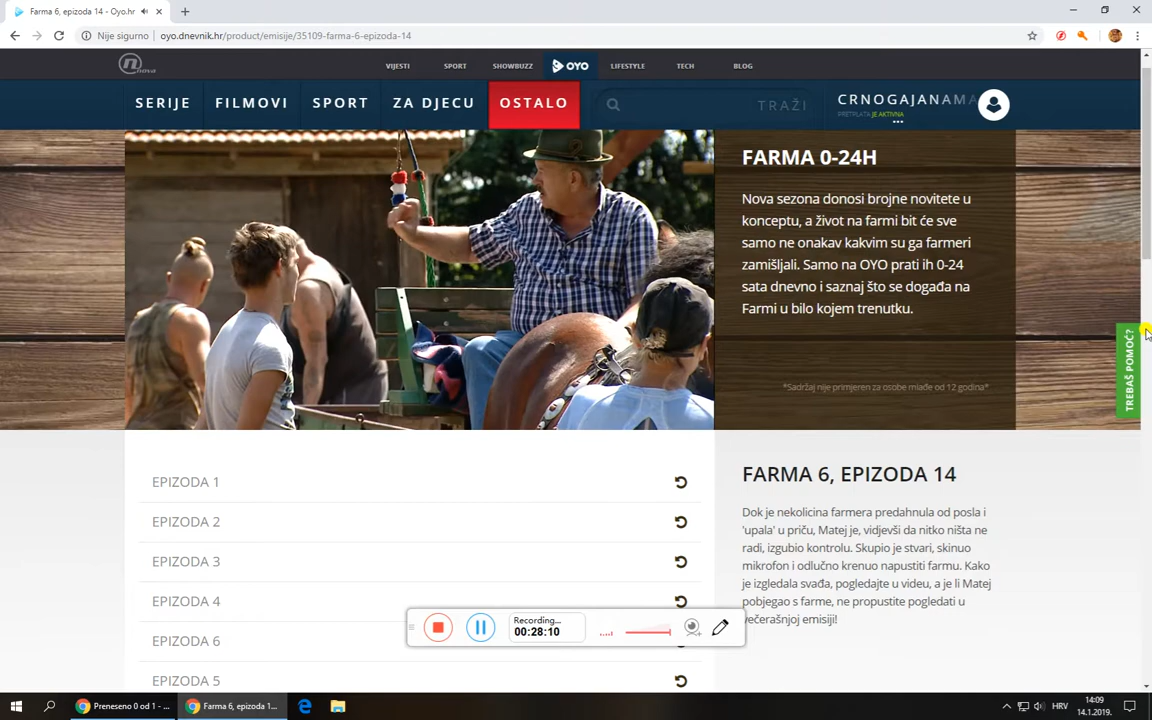 Farma 6, epizoda 14 - Oyo.hr
Nije sigurno
oyo.dnevnik.hr/product/emisije/35109-farma-6-epizoda-14
nova
VIJESTI
SPORT
SHOWBUZZ
OYO
LIFESTYLE
TECH
BLOG
SERIJE
FILMOVI
SPORT
ZA DJECU
OSTALO
TRAŽI
CRNOGAJANAMA
PRETPLATA JE AKTIVNA
FARMA 0-24H
Nova sezona donosi brojne novitete u
konceptu, a život na farmi bit će sve
samo ne onakav kakvim su ga farmeri
zamišljali. Samo na OYO prati ih 0-24
sata dnevno i saznaj što se događa na
Farmi u bilo kojem trenutku.
*Sadržaj nije primjeren za osobe mlađe od 12 godina*
TREBAŠ POMOĆ?
EPIZODA 1
EPIZODA 2
EPIZODA 3
EPIZODA 4
EPIZODA 6
EPIZODA 5
FARMA 6, EPIZODA 14
Dok je nekolicina farmera predahnula od posla i
'upala' u priču, Matej je, vidjevši da nitko ništa ne
radi, izgubio kontrolu. Skupio je stvari, skinuo
mikrofon i odlučno krenuo napustiti farmu. Kako
je izgledala svađa, pogledajte u videu, a je li Matej
pobjegao s farme, ne propustite pogledati u
večerašnjoj emisiji!
Recording...
00:28:10
Preneseno 0 od 1 - ...
Farma 6, epizoda 1...
HRV
14:09
14.1.2019.